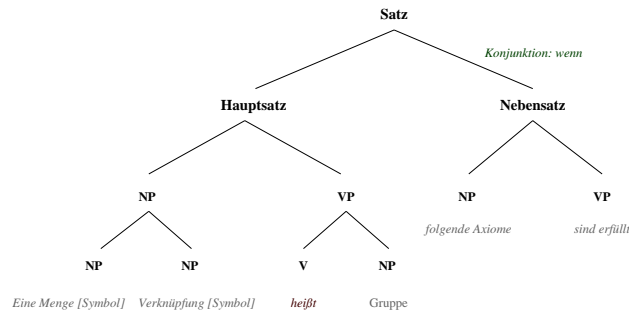 Satz
Konjunktion: wenn
Hauptsatz Nebensatz
NP VP NP VP
folgende Axiome sind erfüllt
NP NP V NP
Eine Menge [Symbol] Verknüpfung [Symbol] heißt Gruppe